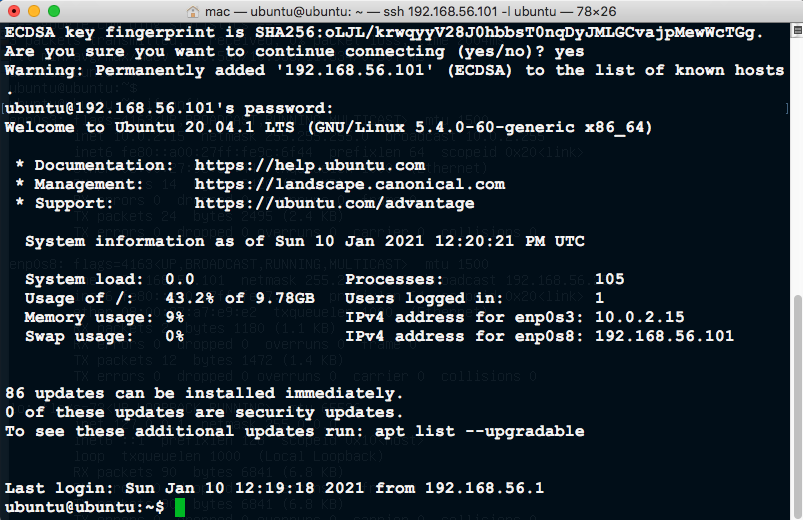 mac — ubuntu@ubuntu: ~ — ssh 192.168.56.101 -l ubuntu — 78×26
ECDSA key fingerprint is SHA256:oLJL/krwqyyV28J0hbbsT0nqDyJMLGCvajpMewWcTGg.
Are you sure you want to continue connecting (yes/no)? yes
Warning: Permanently added '192.168.56.101' (ECDSA) to the list of known hosts
.
ubuntu@192.168.56.101's password:
Welcome to Ubuntu 20.04.1 LTS (GNU/Linux 5.4.0-60-generic x86_64)
* Documentation: https://help.ubuntu.com
* Management: https://landscape.canonical.com
* Support: https://ubuntu.com/advantage
System information as of Sun 10 Jan 2021 12:20:21 PM UTC
System load: 0.0 Processes: 105
Usage of /: 43.2% of 9.78GB Users logged in: 1
Memory usage: 9% IPv4 address for enp0s3: 10.0.2.15
Swap usage: 0% IPv4 address for enp0s8: 192.168.56.101
86 updates can be installed immediately.
0 of these updates are security updates.
To see these additional updates run: apt list --upgradable
Last login: Sun Jan 10 12:19:18 2021 from 192.168.56.1
ubuntu@ubuntu:~$